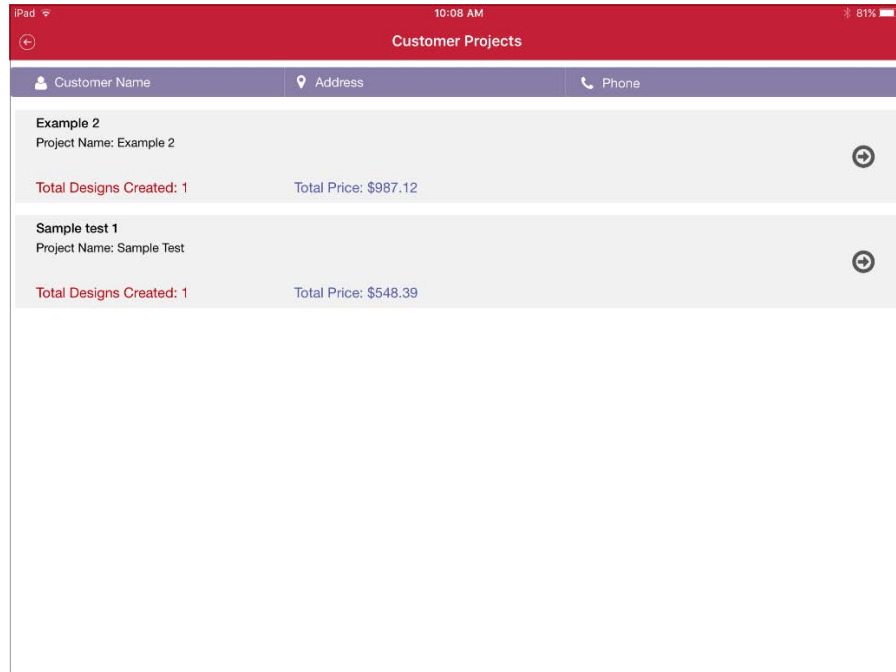 iPad 10:08 AM 81%
Customer Projects
Customer Name Address Phone
Example 2
Project Name: Example 2
Total Designs Created: 1 Total Price: $987.12
Sample test 1
Project Name: Sample Test
Total Designs Created: 1 Total Price: $548.39